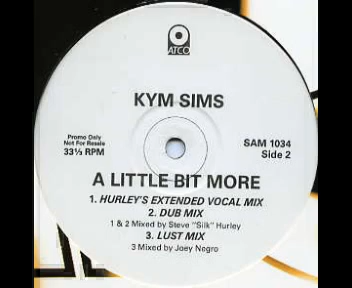 ATCO
KYM SIMS
Promo Only
Not For Resale
33⅓ RPM
SAM 1034
Side 2
A LITTLE BIT MORE
1. HURLEY'S EXTENDED VOCAL MIX
2. DUB MIX
1 & 2 Mixed by Steve "Silk" Hurley
3. LUST MIX
3 Mixed by Joey Negro